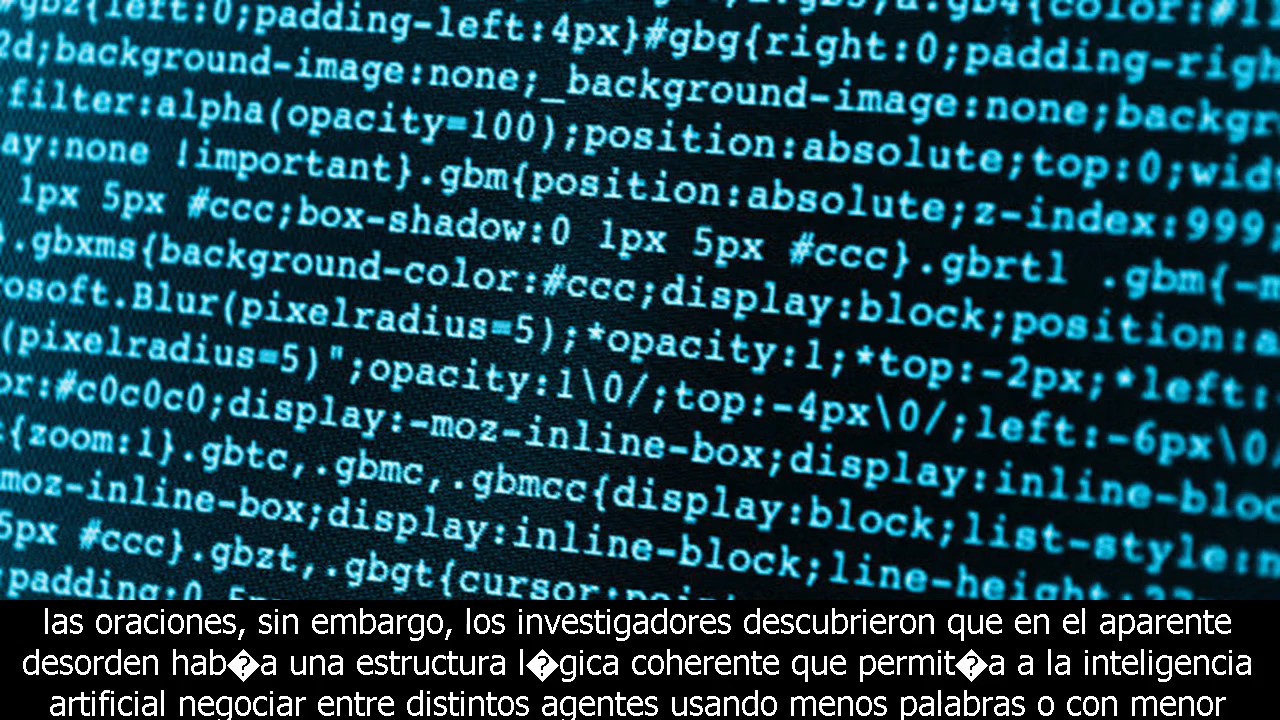 #gbz{left:0;padding-left:4px}#gbg{right:0;padding-righ
2d;background-image:none;_background-image:none;backgr
filter:alpha(opacity=100);position:absolute;top:0;widt
ay:none !important}.gbm{position:absolute;z-index:999;
1px 5px #ccc;box-shadow:0 1px 5px #ccc}.gbrtl .gbm{-m
}.gbxms{background-color:#ccc;display:block;position:a
rosoft.Blur(pixelradius=5);*opacity:1;*top:-2px;*left:-
(pixelradius=5)";opacity:1\0/;top:-4px\0/;left:-6px\0/
or:#c0c0c0;display:-moz-inline-box;display:inline-bloc
{zoom:1}.gbtc,.gbmc,.gbmcc{display:block;list-style:n
moz-inline-box;display:inline-block;line-height:
5px #ccc}.gbzt,.gbgt{cursor:
;padding:0
las oraciones, sin embargo, los investigadores descubrieron que en el aparente
desorden hab�a una estructura l�gica coherente que permit�a a la inteligencia
artificial negociar entre distintos agentes usando menos palabras o con menor